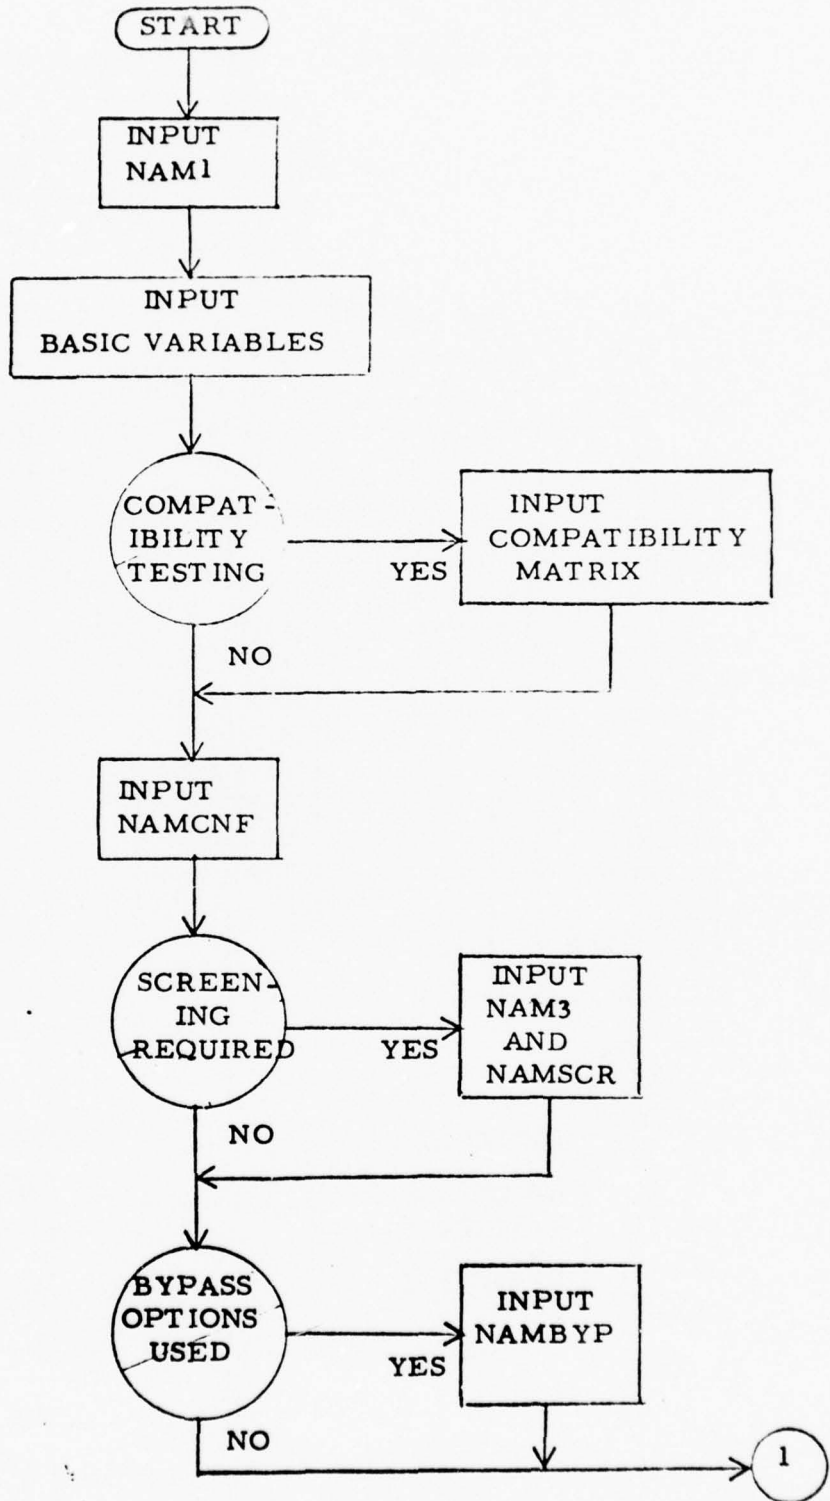 START
INPUT
NAM1
INPUT
BASIC VARIABLES
COMPAT-
IBILITY
TESTING
YES
INPUT
COMPATIBILITY
MATRIX
NO
INPUT
NAMCNF
SCREEN-
ING
REQUIRED
YES
INPUT
NAM3
AND
NAMSCR
NO
BYPASS
OPTIONS
USED
YES
INPUT
NAMBYP
NO
1